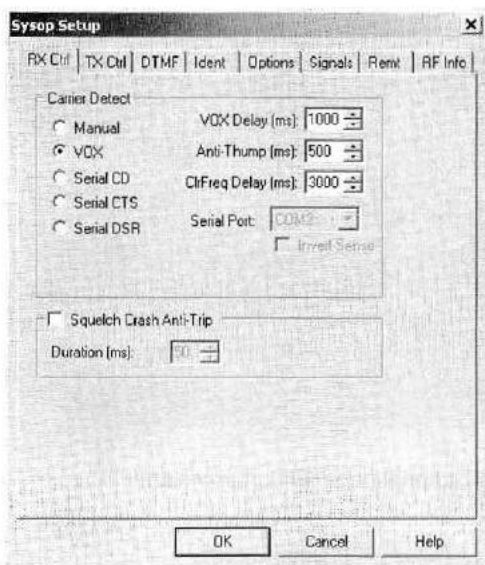 Sysop Setup
RX Ctrl TX Ctrl DTMF Ident Options Signals Remt RF Info
Carrier Detect
Manual
VOX
Serial CD
Serial CTS
Serial DSR
VOX Delay (ms): 1000
Anti-Thump (ms): 500
ClrFreq Delay (ms): 3000
Serial Port:
Invert Sense
Squelch Crash Anti-Trip
Duration (ms): 50
OK Cancel Help